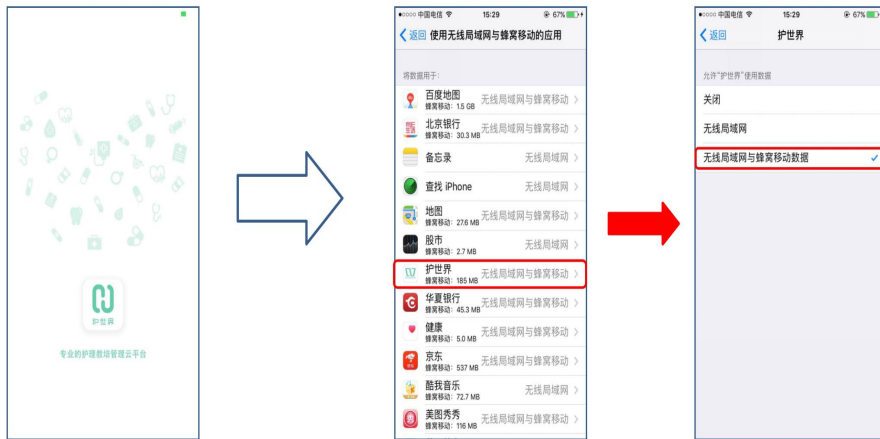 护世界
专业的护理教培管理云平台
中国电信 15:29 67%
返回 使用无线局域网与蜂窝移动的应用
将数据用于:
百度地图
蜂窝移动: 1.5 GB
无线局域网与蜂窝移动
北京银行
蜂窝移动: 30.3 MB
无线局域网与蜂窝移动
备忘录
无线局域网
查找 iPhone
无线局域网
地图
蜂窝移动: 27.6 MB
无线局域网与蜂窝移动
股市
蜂窝移动: 2.7 MB
无线局域网
护世界
蜂窝移动: 185 MB
无线局域网与蜂窝移动
华夏银行
蜂窝移动: 45.3 MB
无线局域网与蜂窝移动
健康
蜂窝移动: 5.0 MB
无线局域网与蜂窝移动
京东
蜂窝移动: 537 MB
无线局域网与蜂窝移动
酷我音乐
蜂窝移动: 72.7 MB
无线局域网
美图秀秀
蜂窝移动: 116 MB
无线局域网与蜂窝移动
中国电信 15:29 67%
返回 护世界
允许“护世界”使用数据
关闭
无线局域网
无线局域网与蜂窝移动数据